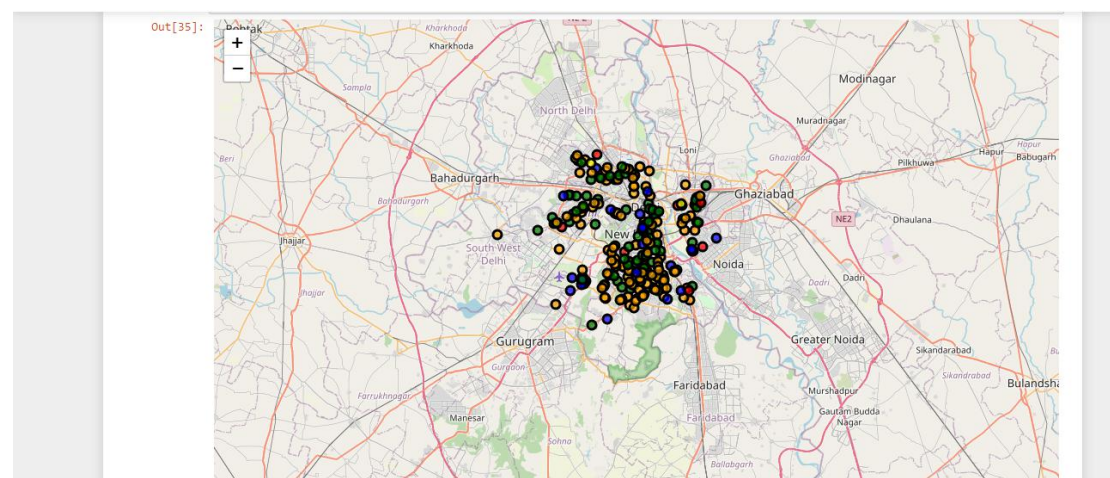 Out[35]:
+
−
Rohtak
Kharkhoda
Kharkhoda
Sampla
Modinagar
North Delhi
Muradnagar
Loni
Beri
Ghaziabad
Hapur
Hapur
Babugarh
Pilkhuwa
Bahadurgarh
Ghaziabad
Bahadurgarh
NE2
Dhaulana
New
Jhajjar
South West
Delhi
Noida
Dadri
Dadri
Jhajjar
Gurugram
Greater Noida
Sikandarabad
Gurgaon
Sikandrabad
Faridabad
Bulandsha
Farrukhnagar
Murshadpur
Manesar
Faridabad
Gautam Budda
Nagar
Sohna
Ballabgarh